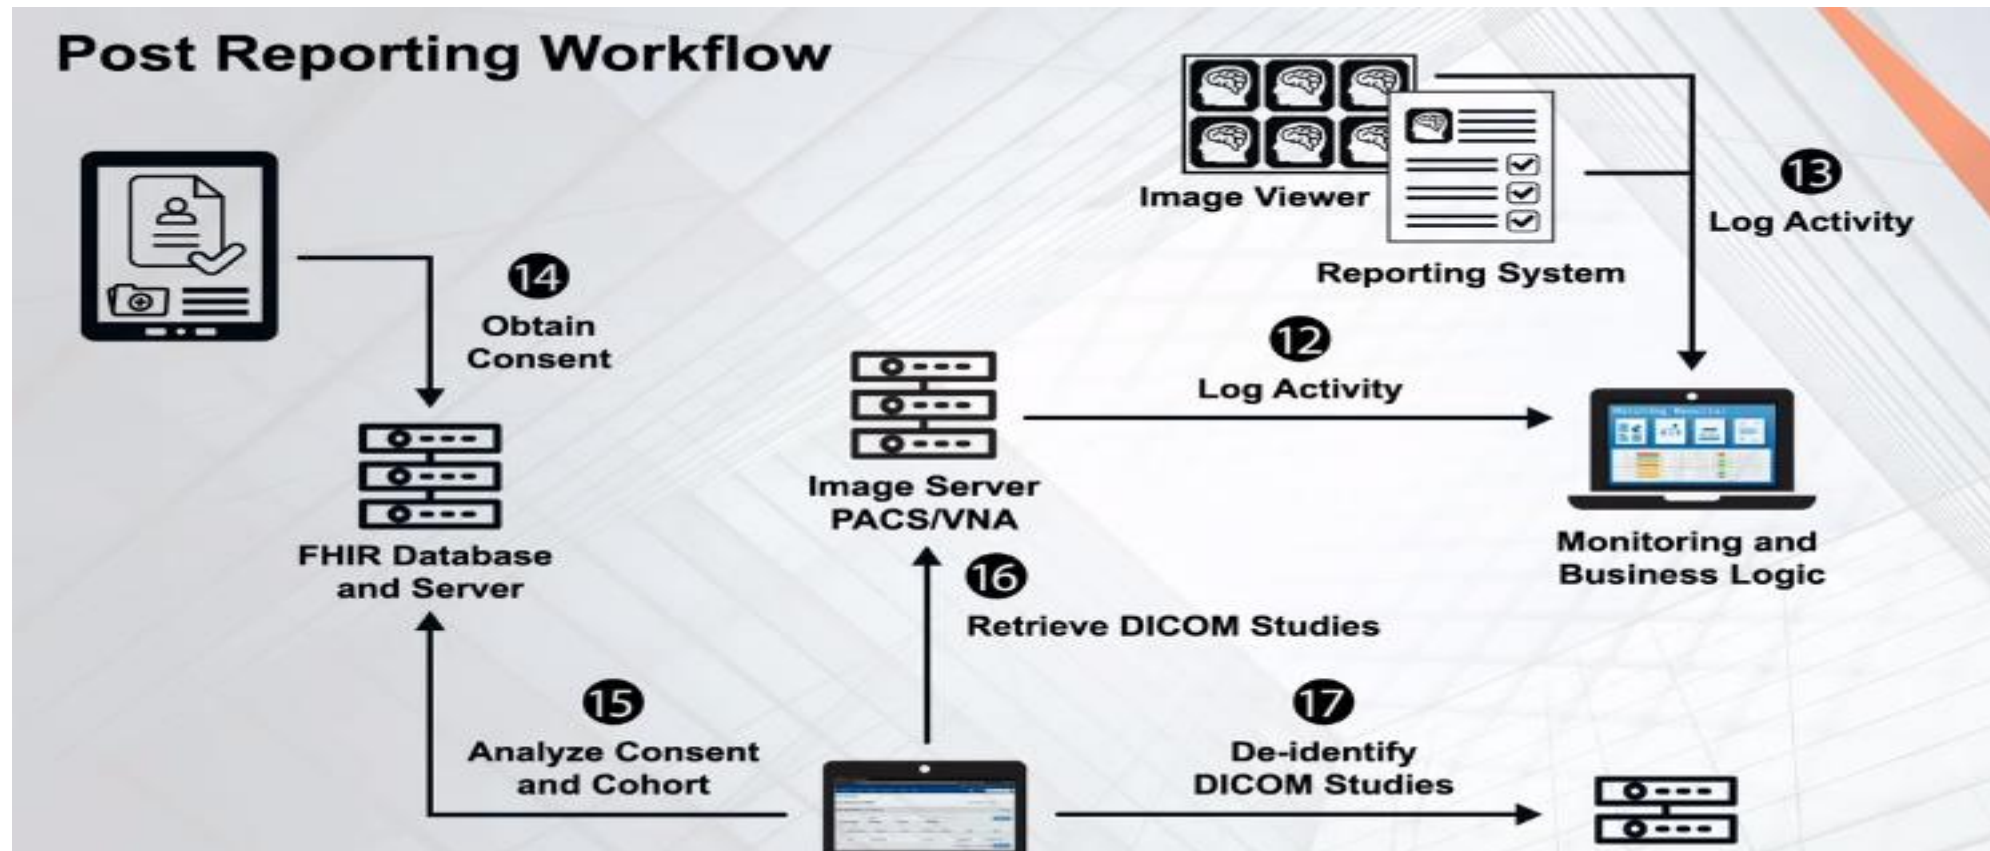 Post Reporting Workflow
Image Viewer
Reporting System
13
Log Activity
14
Obtain
Consent
12
Log Activity
Image Server
PACS/VNA
FHIR Database
and Server
Monitoring and
Business Logic
16
Retrieve DICOM Studies
15
Analyze Consent
and Cohort
17
De-identify
DICOM Studies